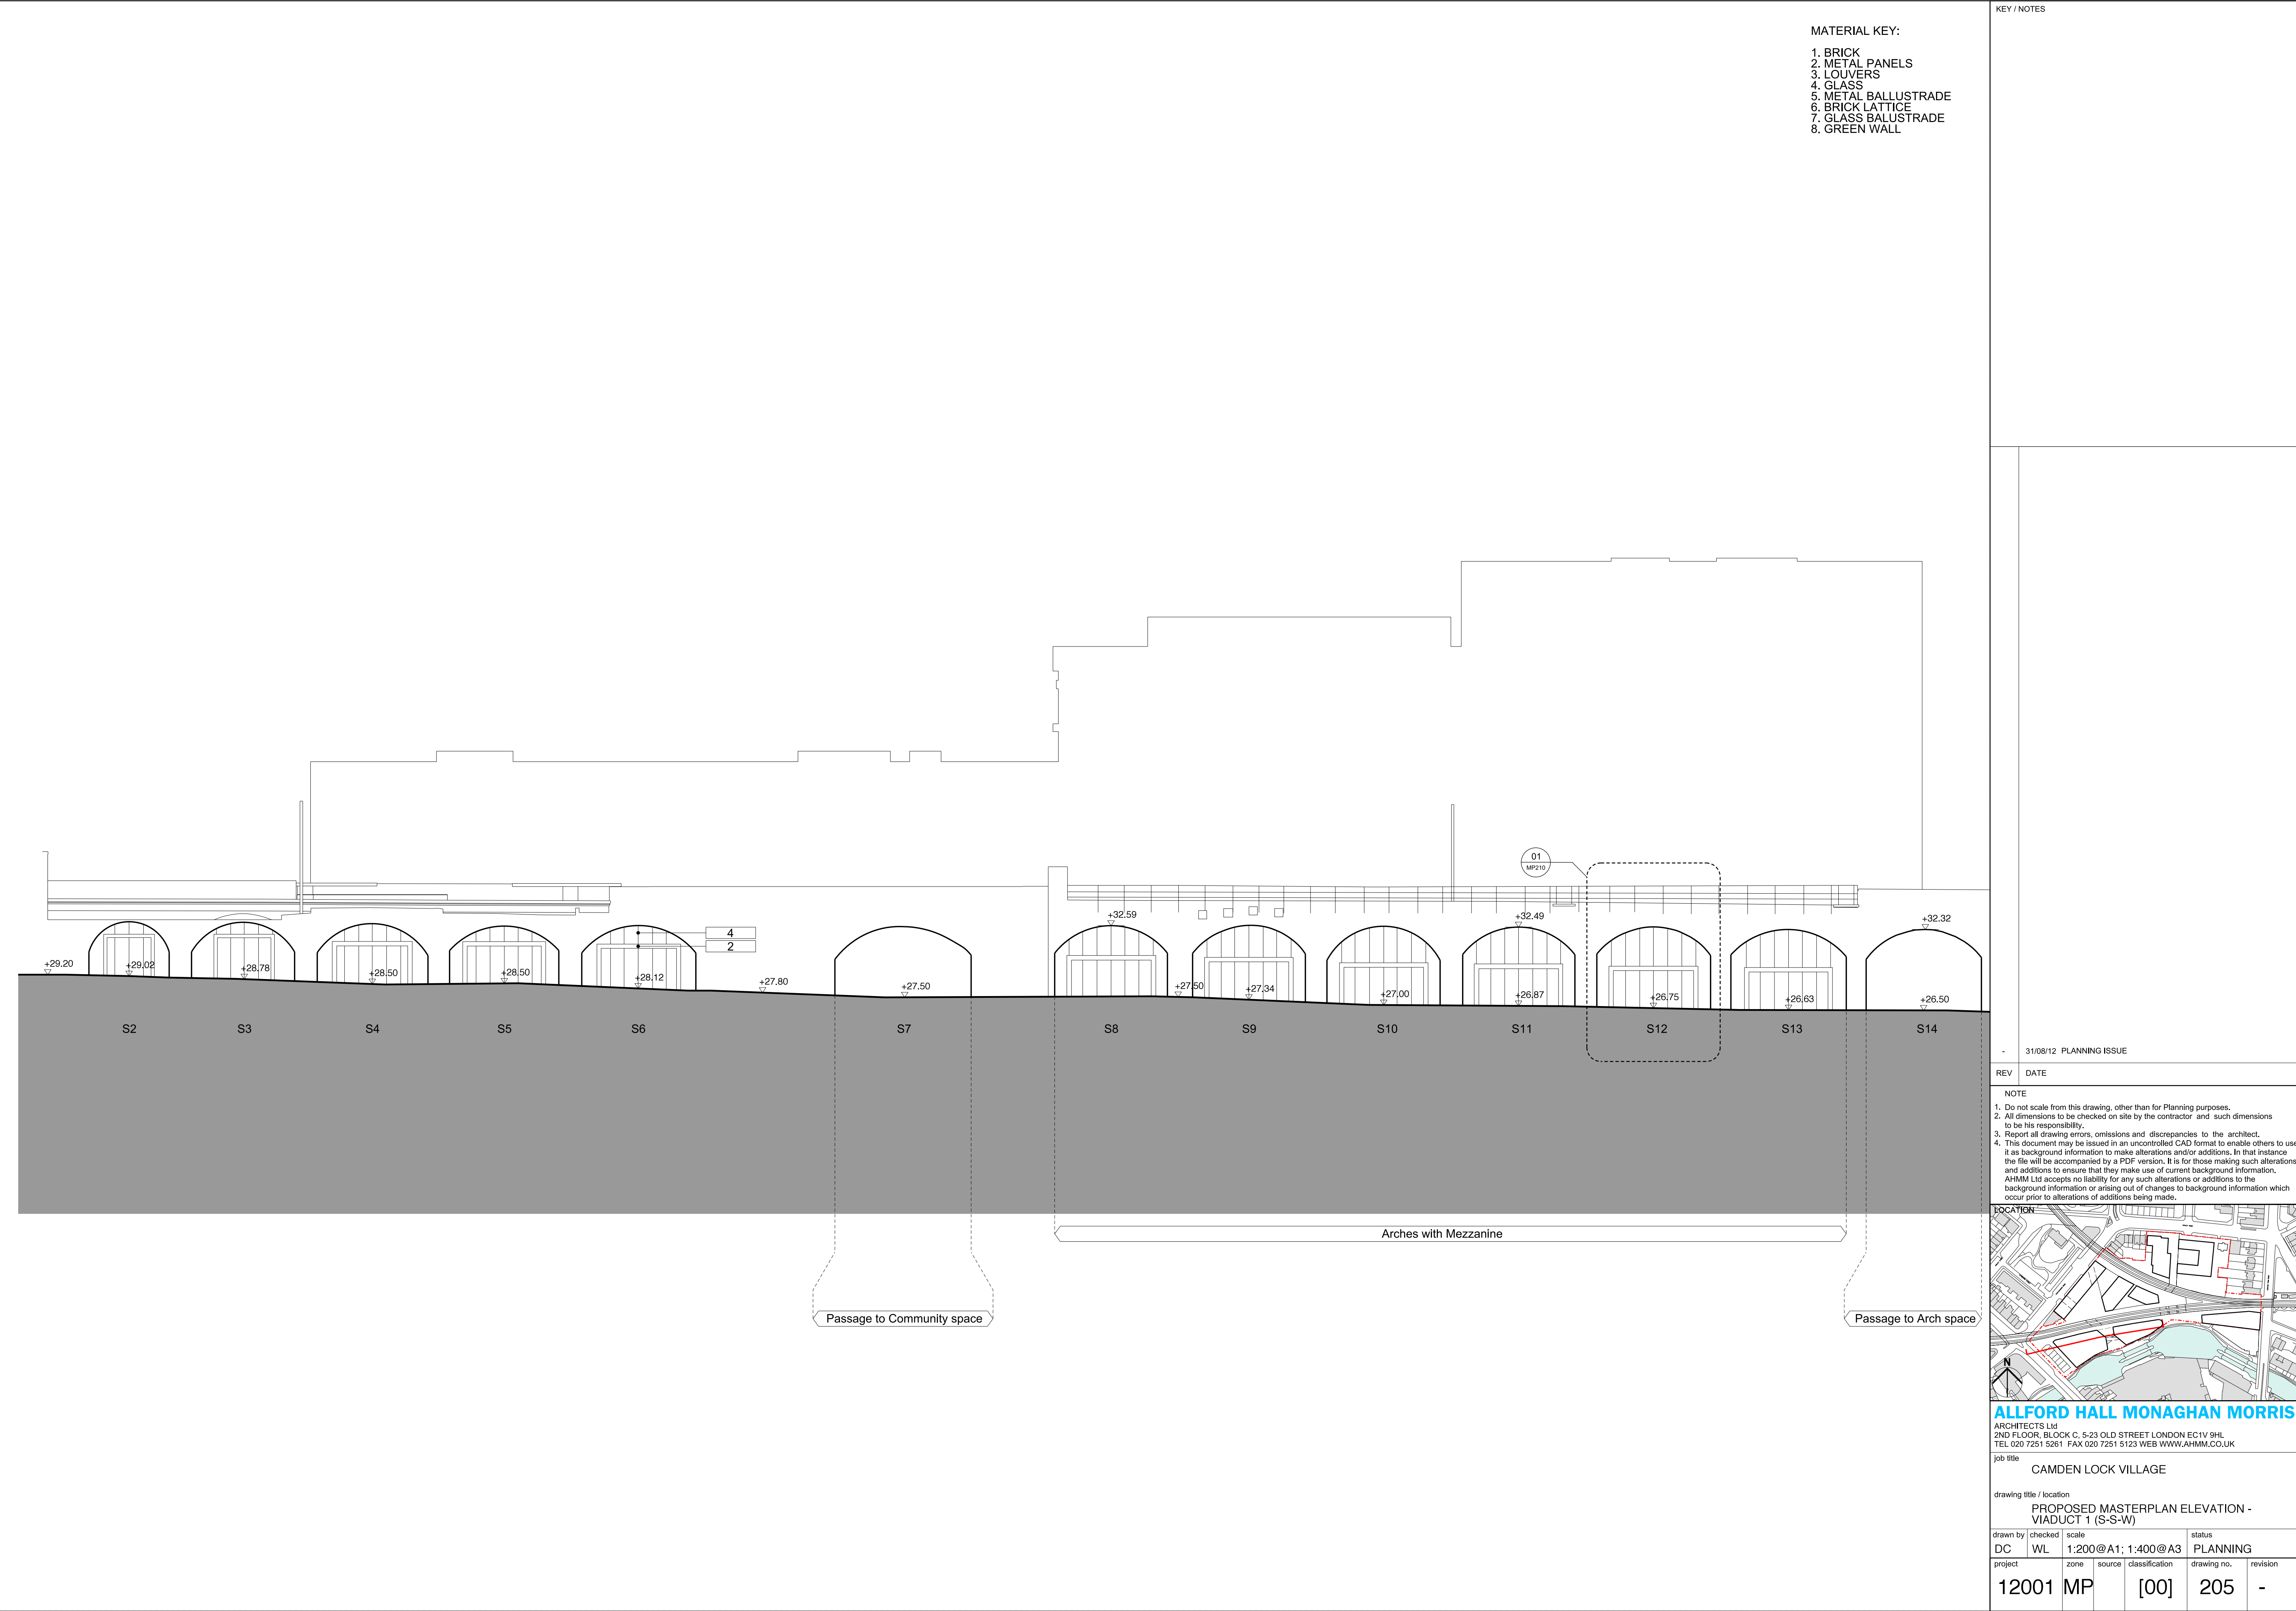 KEY / NOTES
MATERIAL KEY:
1. BRICK
2. METAL PANELS
3. LOUVERS
4. GLASS
5. METAL BALLUSTRADE
6. BRICK LATTICE
7. GLASS BALUSTRADE
8. GREEN WALL
01
MP210
+32.59
+32.49
+32.32
4
2
+29.20
+29.02
+28.78
+28.50
+28.50
+28.12
+27.80
+27.50
+27.50
+27.34
+27.00
+26.87
+26.75
+26.63
+26.50
S2
S3
S4
S5
S6
S7
S8
S9
S10
S11
S12
S13
S14
Arches with Mezzanine
Passage to Community space
Passage to Arch space
- 31/08/12 PLANNING ISSUE
REV DATE
NOTE
1. Do not scale from this drawing, other than for Planning purposes.
2. All dimensions to be checked on site by the contractor and such dimensions
to be his responsibility.
3. Report all drawing errors, omissions and discrepancies to the architect.
4. This document may be issued in an uncontrolled CAD format to enable others to use
it as background information to make alterations and/or additions. In that instance
the file will be accompanied by a PDF version. It is for those making such alterations
and additions to ensure that they make use of current background information.
AHMM Ltd accepts no liability for any such alterations or additions to the
background information or arising out of changes to background information which
occur prior to alterations of additions being made.
LOCATION
N
ALLFORD HALL MONAGHAN MORRIS
ARCHITECTS Ltd
2ND FLOOR, BLOCK C, 5-23 OLD STREET LONDON EC1V 9HL
TEL 020 7251 5261 FAX 020 7251 5123 WEB WWW.AHMM.CO.UK
job title
CAMDEN LOCK VILLAGE
drawing title / location
PROPOSED MASTERPLAN ELEVATION -
VIADUCT 1 (S-S-W)
drawn by checked scale status
DC WL 1:200@A1; 1:400@A3 PLANNING
project zone source classification drawing no. revision
12001 MP [00] 205 -